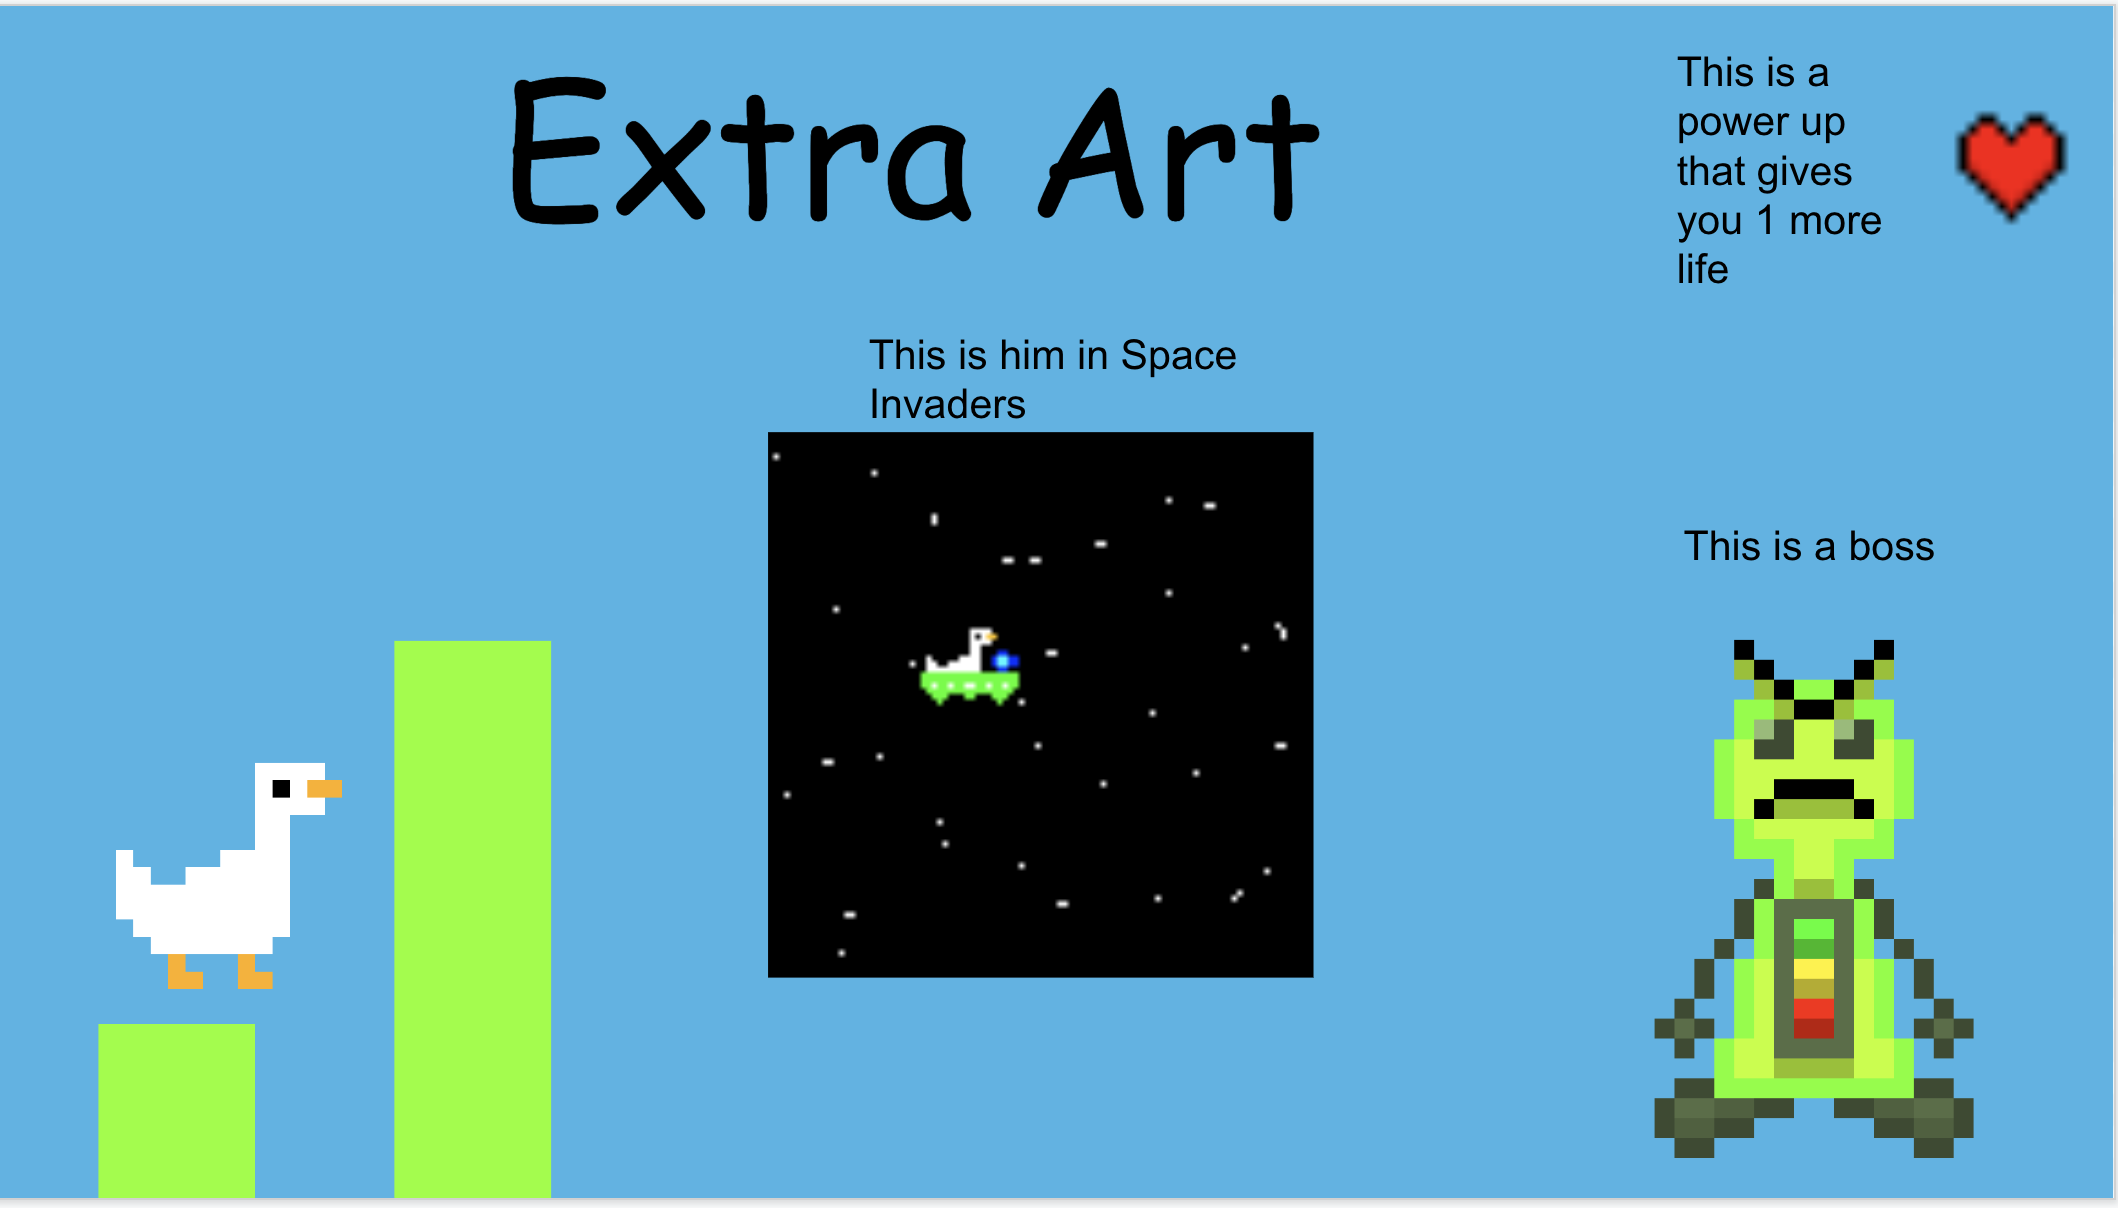 Extra Art
This is a
power up
that gives
you 1 more
life
This is him in Space
Invaders
This is a boss